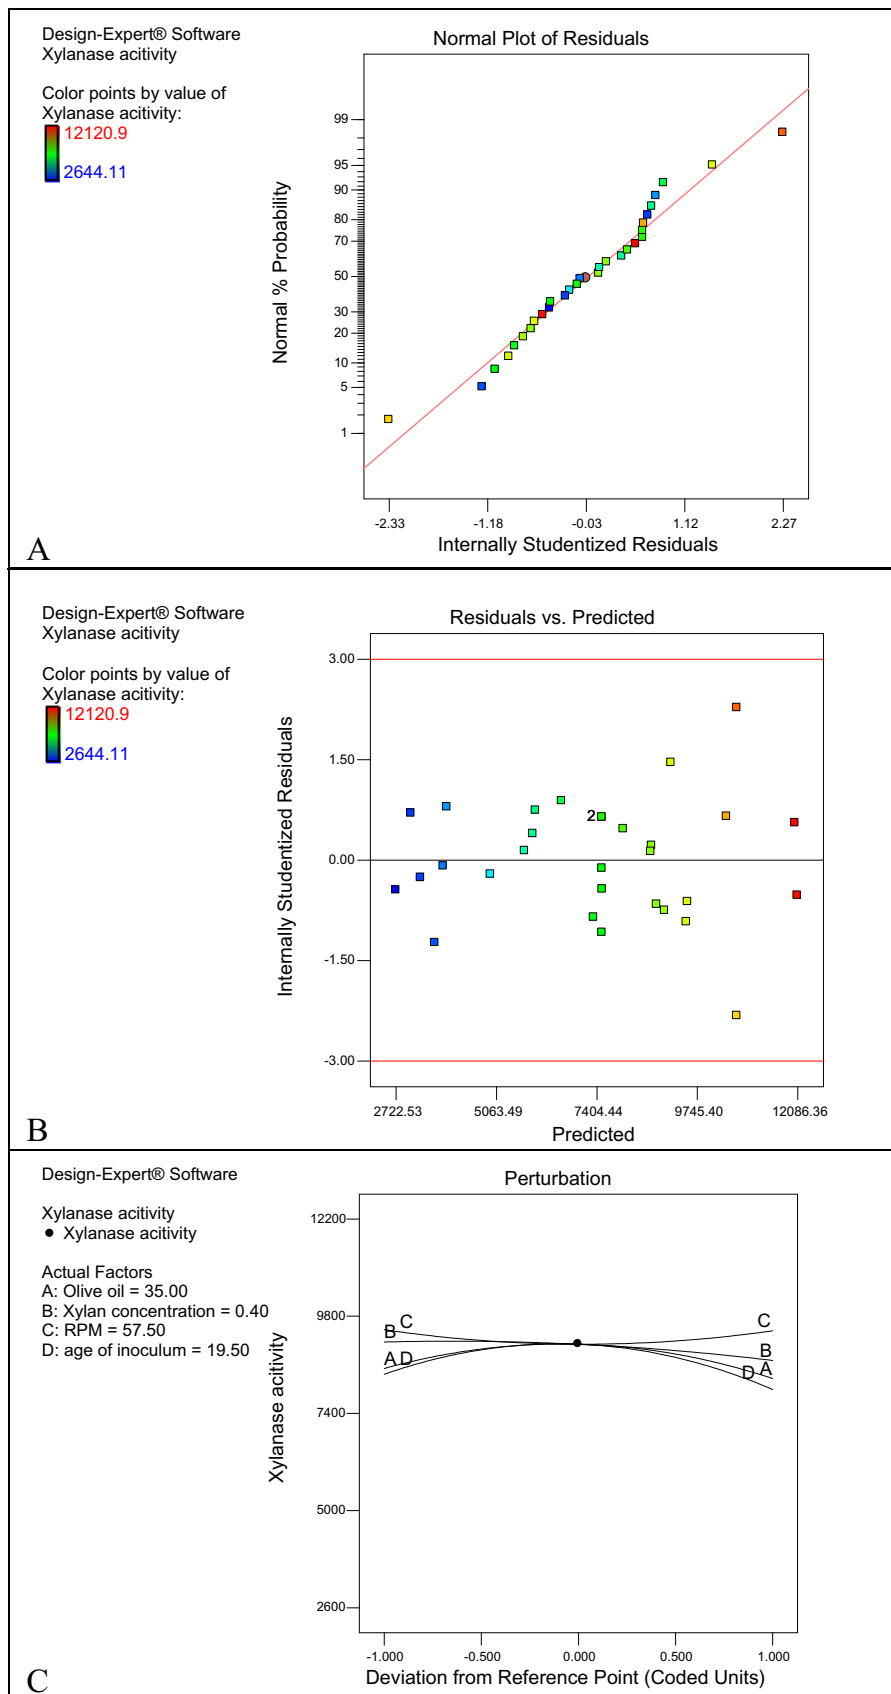 Design-Expert® Software
Xylanase acitivity
Color points by value of
Xylanase acitivity:
12120.9
2644.11
Normal Plot of Residuals
Normal % Probability
99
95
90
80
70
50
30
20
10
5
1
-2.33
-1.18
-0.03
1.12
2.27
Internally Studentized Residuals
A
Design-Expert® Software
Xylanase acitivity
Color points by value of
Xylanase acitivity:
12120.9
2644.11
Residuals vs. Predicted
Internally Studentized Residuals
3.00
1.50
0.00
-1.50
-3.00
2
2722.53
5063.49
7404.44
9745.40
12086.36
Predicted
B
Design-Expert® Software
Xylanase acitivity
Xylanase acitivity
Actual Factors
A: Olive oil = 35.00
B: Xylan concentration = 0.40
C: RPM = 57.50
D: age of inoculum = 19.50
Perturbation
Xylanase acitivity
12200
9800
7400
5000
2600
C
B
A D
C
B
A
D
-1.000
-0.500
0.000
0.500
1.000
Deviation from Reference Point (Coded Units)
C